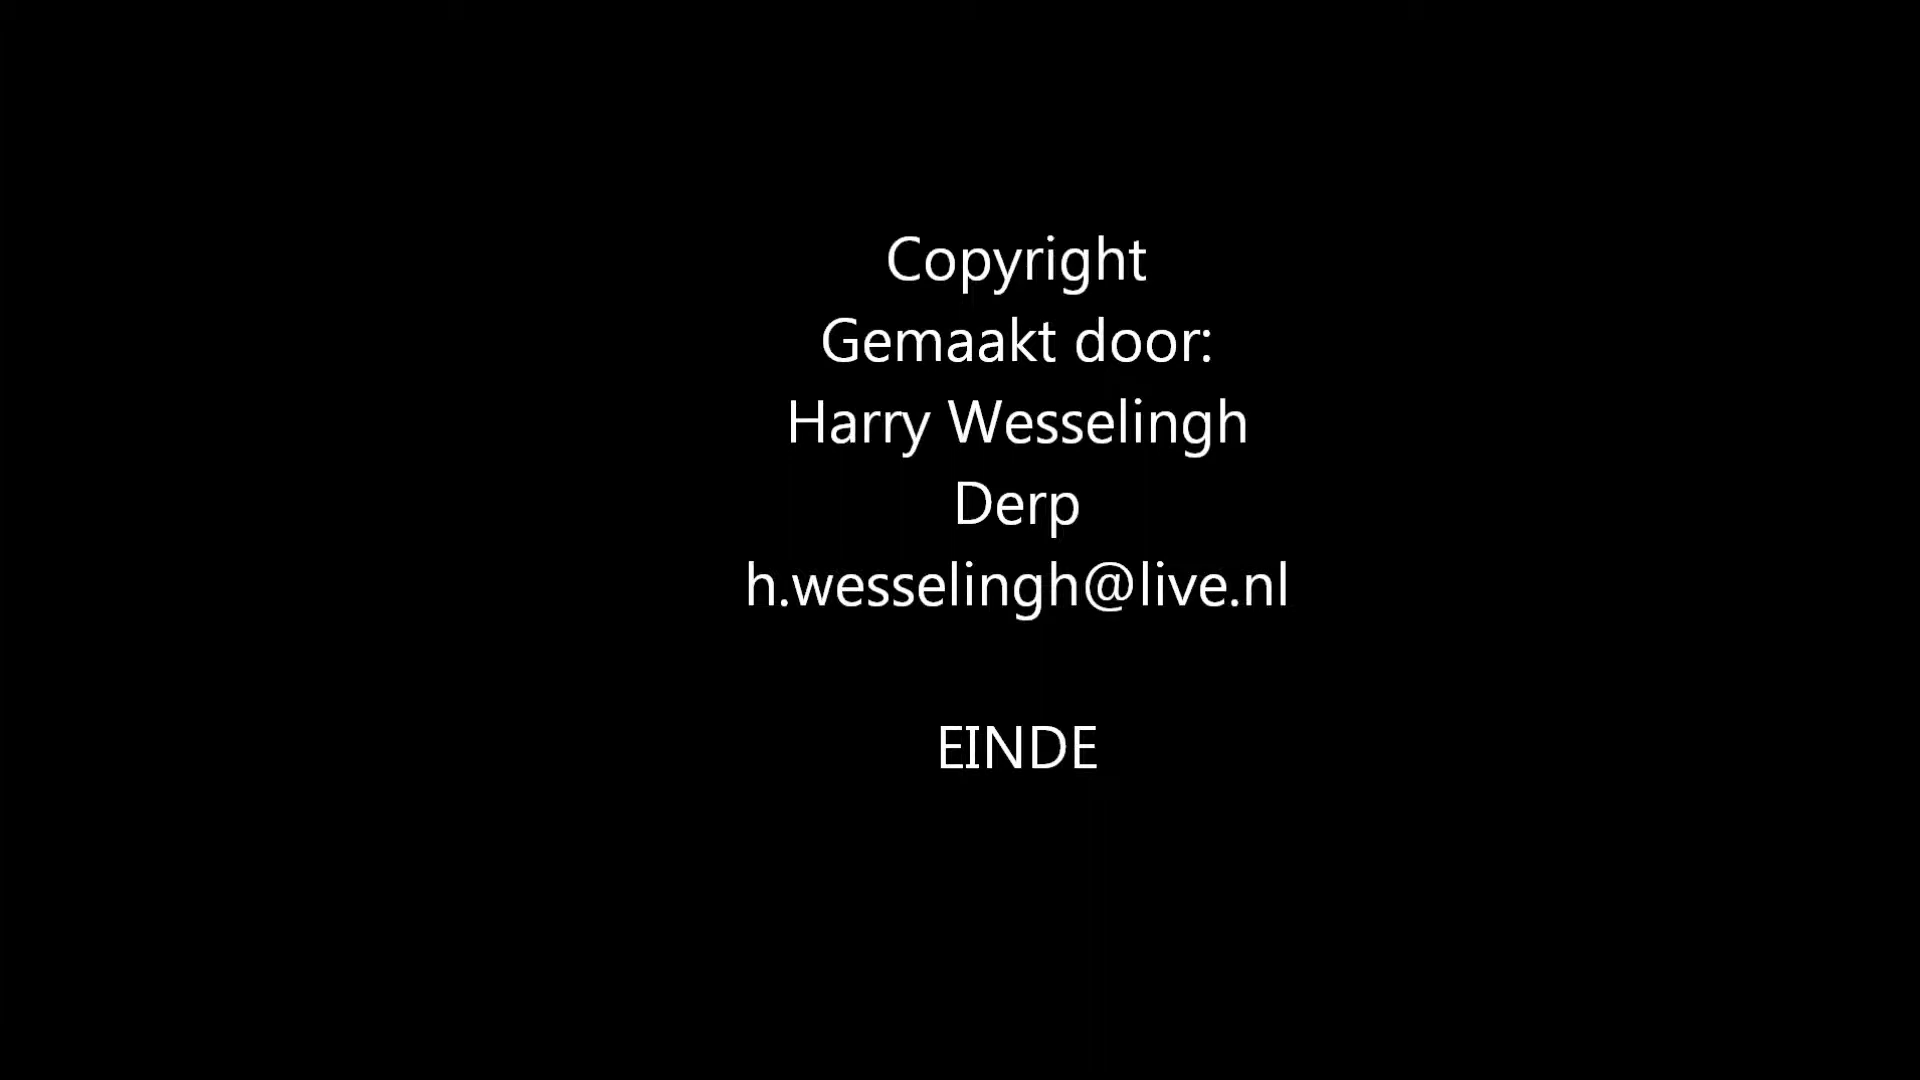 Copyright
Gemaakt door:
Harry Wesselingh
Derp
h.wesselingh@live.nl
EINDE